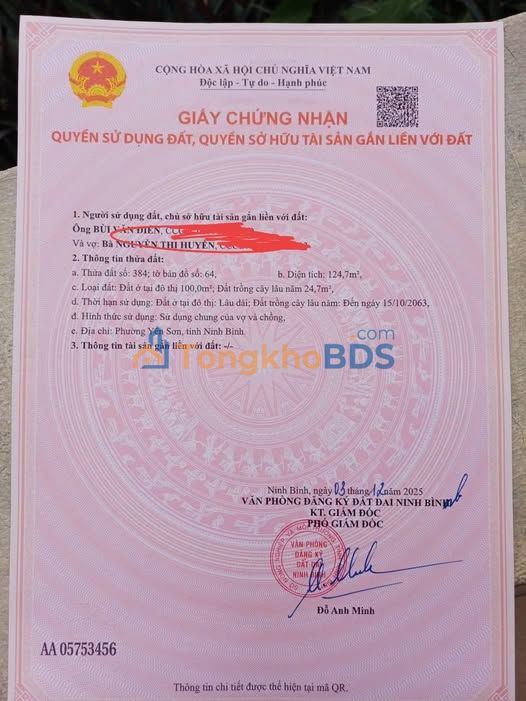 CỘNG HÒA XÃ HỘI CHỦ NGHĨA VIỆT NAM
Độc lập - Tự do - Hạnh phúc
GIẤY CHỨNG NHẬN
QUYỀN SỬ DỤNG ĐẤT, QUYỀN SỞ HỮU TÀI SẢN GẮN LIỀN VỚI ĐẤT
1. Người sử dụng đất, chủ sở hữu tài sản gắn liền với đất:
Ông BÙI VĂN DIỄN,
Và vợ: Bà NGUYỄN THỊ HUYỀN,
2. Thông tin thửa đất:
a. Thửa đất số: 384; tờ bản đồ số: 64, b. Diện tích: 124,7m²,
c. Loại đất: Đất ở tại đô thị 100,0m²; Đất trồng cây lâu năm 24,7m²,
d. Thời hạn sử dụng: Đất ở tại đô thị: Lâu dài; Đất trồng cây lâu năm: Đến ngày 15/10/2063,
đ. Hình thức sử dụng: Sử dụng chung của vợ và chồng,
e. Địa chỉ: Phường Yên Sơn, tỉnh Ninh Bình.
3. Thông tin tài sản gắn liền với đất: -/-
TongkhoBDS.com
Ninh Bình, ngày 03 tháng 12 năm 2025
VĂN PHÒNG ĐĂNG KÝ ĐẤT ĐAI NINH BÌNH
KT. GIÁM ĐỐC
PHÓ GIÁM ĐỐC
VĂN PHÒNG
ĐĂNG KÝ
ĐẤT ĐAI
NINH BÌNH
Đỗ Anh Minh
AA 05753456
Thông tin chi tiết được thể hiện tại mã QR.